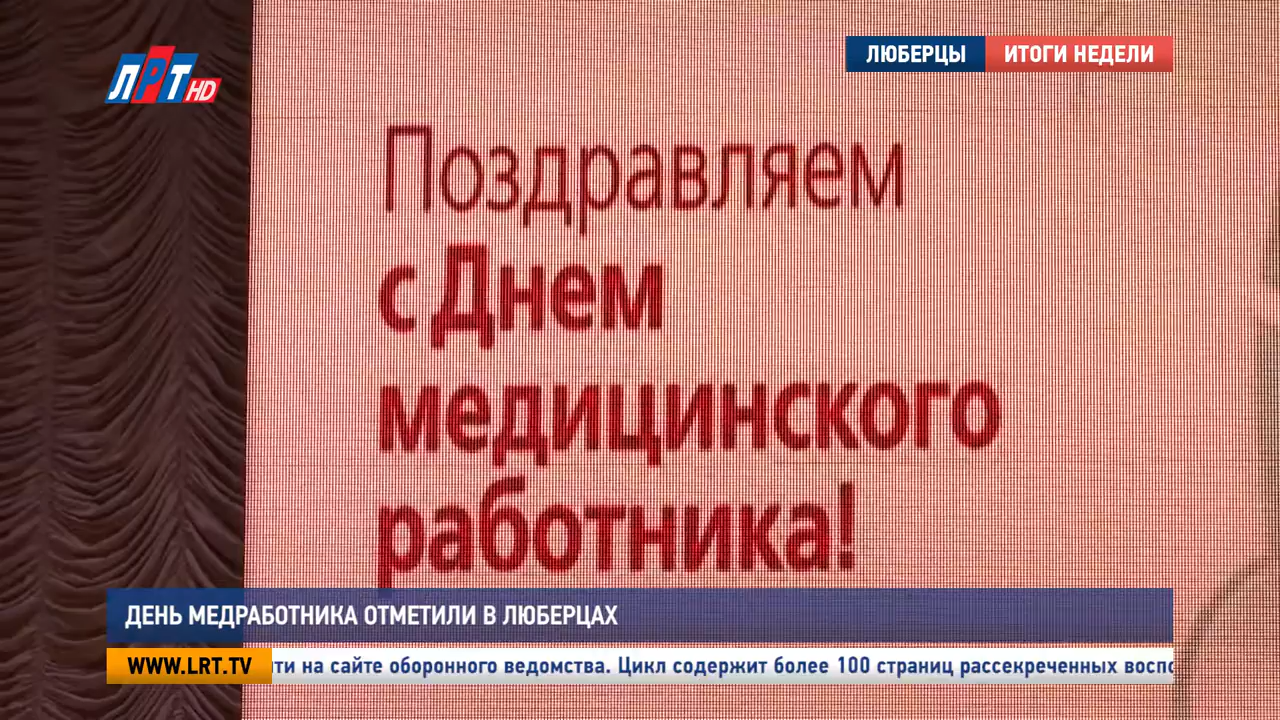 ЛРТ HD
ЛЮБЕРЦЫ ИТОГИ НЕДЕЛИ
Поздравляем
с Днем
медицинского
работника!
ДЕНЬ МЕДРАБОТНИКА ОТМЕТИЛИ В ЛЮБЕРЦАХ
WWW.LRT.TV на сайте оборонного ведомства. Цикл содержит более 100 страниц рассекреченных